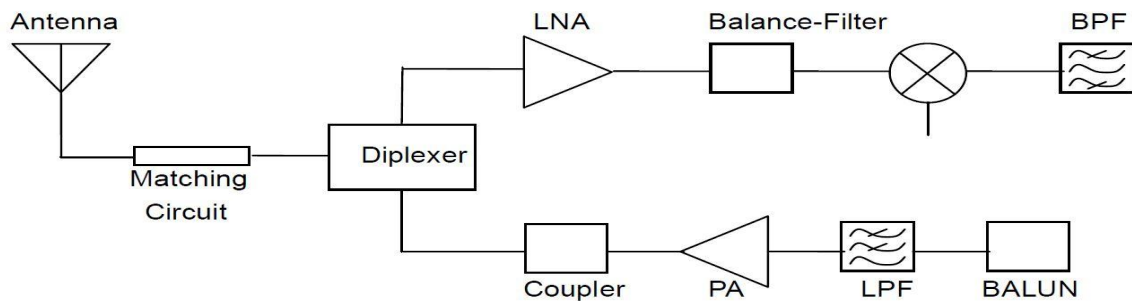 Antenna
LNA
Balance-Filter
BPF
Diplexer
Matching
Circuit
Coupler
PA
LPF
BALUN